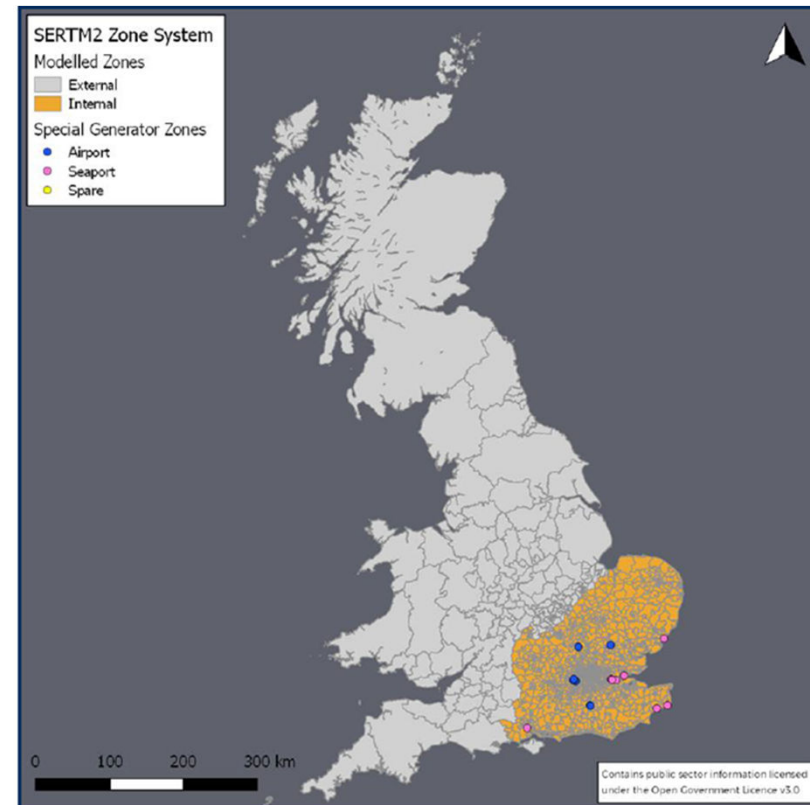 SERTM2 Zone System
Modelled Zones
External
Internal
Special Generator Zones
Airport
Seaport
Spare
0 100 200 300 km
Contains public sector information licensed
under the Open Government Licence v3.0